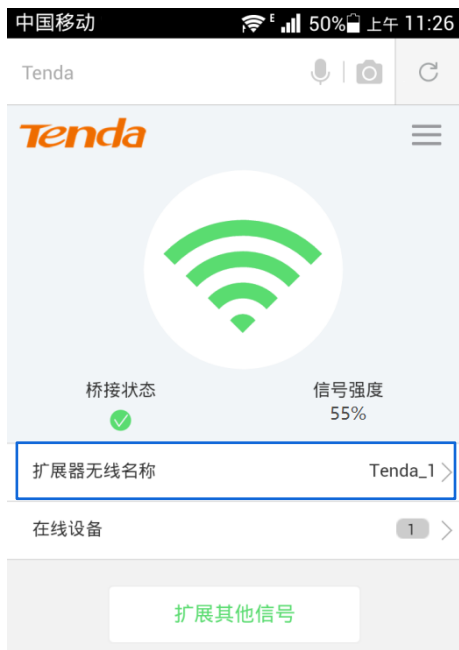 中国移动 E 50% 上午 11:26
Tenda
Tenda
桥接状态 信号强度
55%
扩展器无线名称 Tenda_1
在线设备 1
扩展其他信号